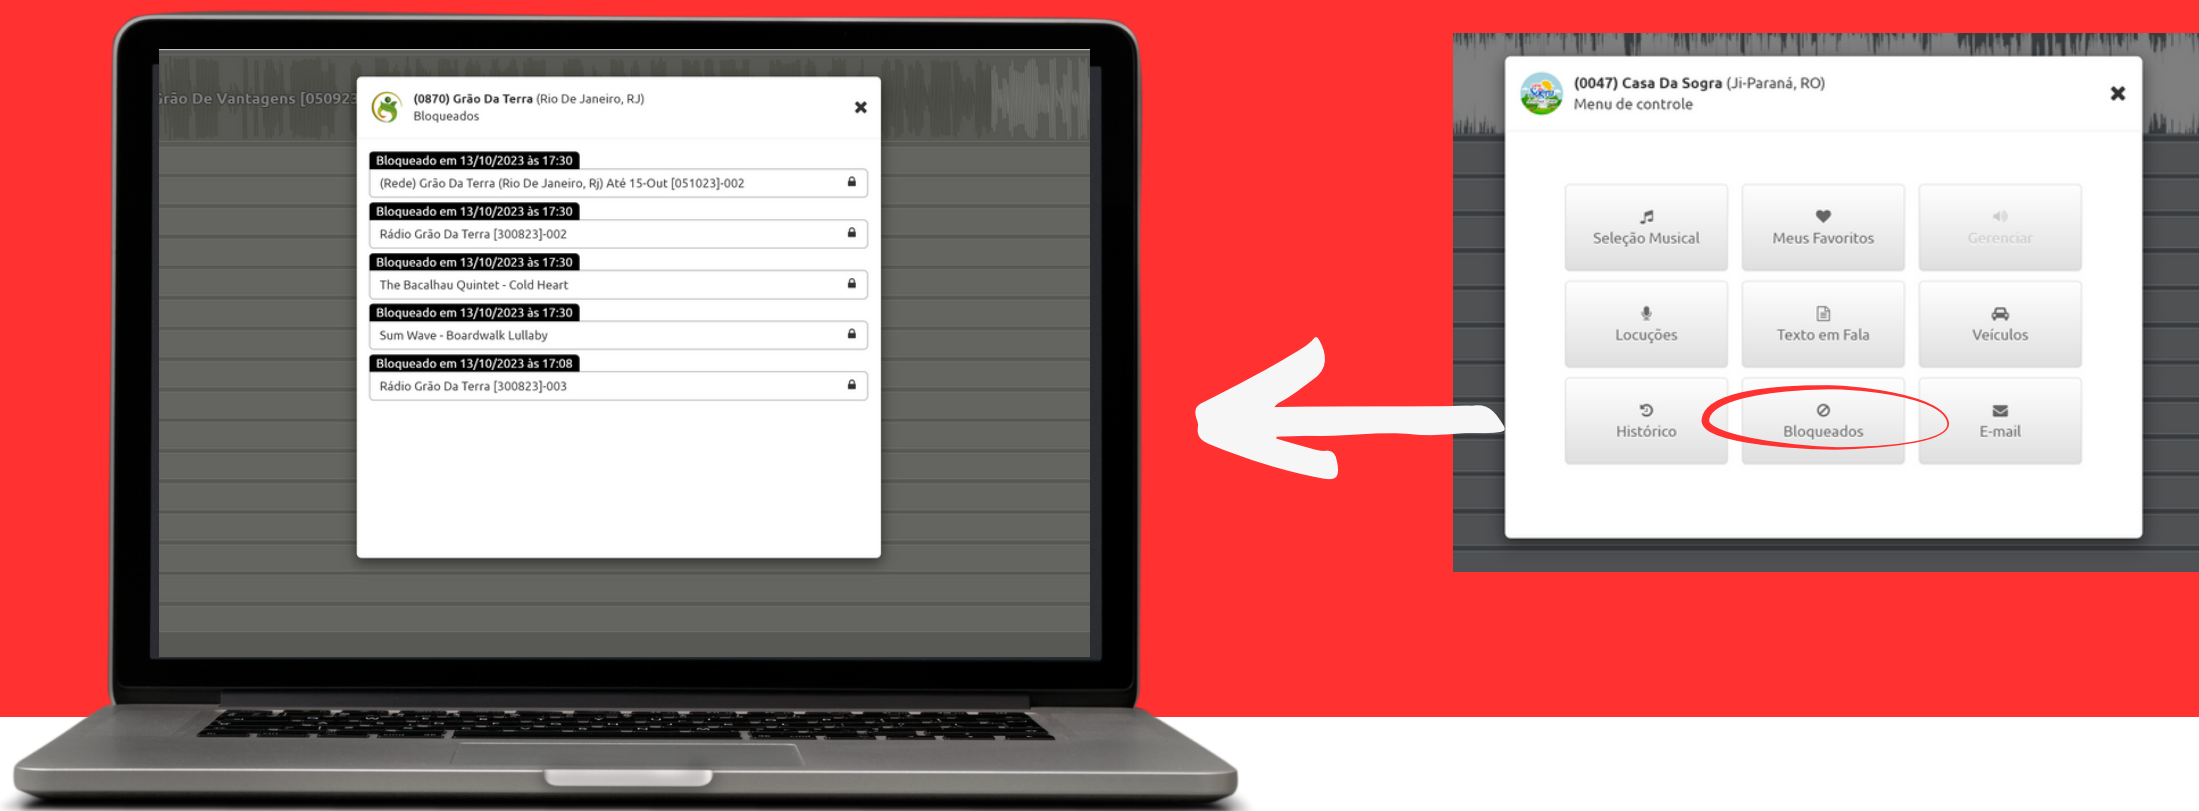 Grão De Vantagens [050923
(0870) Grão Da Terra (Rio De Janeiro, RJ)
Bloqueados
Bloqueado em 13/10/2023 às 17:30
(Rede) Grão Da Terra (Rio De Janeiro, Rj) Até 15-Out [051023]-002
Bloqueado em 13/10/2023 às 17:30
Rádio Grão Da Terra [300823]-002
Bloqueado em 13/10/2023 às 17:30
The Bacalhau Quintet - Cold Heart
Bloqueado em 13/10/2023 às 17:30
Sum Wave - Boardwalk Lullaby
Bloqueado em 13/10/2023 às 17:08
Rádio Grão Da Terra [300823]-003
(0047) Casa Da Sogra (Ji-Paraná, RO)
Menu de controle
Seleção Musical
Meus Favoritos
Gerenciar
Locuções
Texto em Fala
Veículos
Histórico
Bloqueados
E-mail